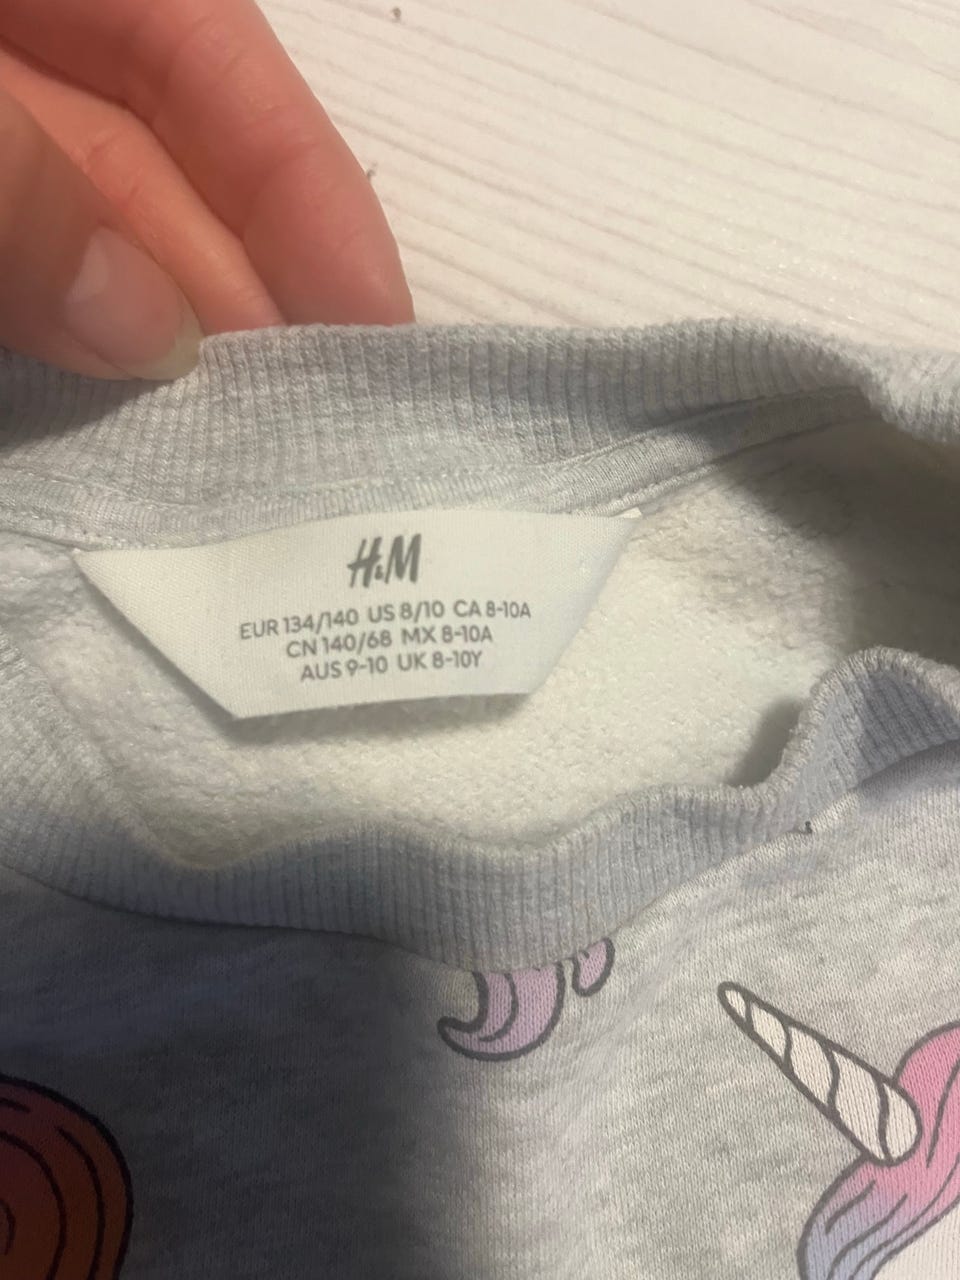 H&M
EUR 134/140 US 8/10 CA 8-10A
CN 140/68 MX 8-10A
AUS 9-10 UK 8-10Y